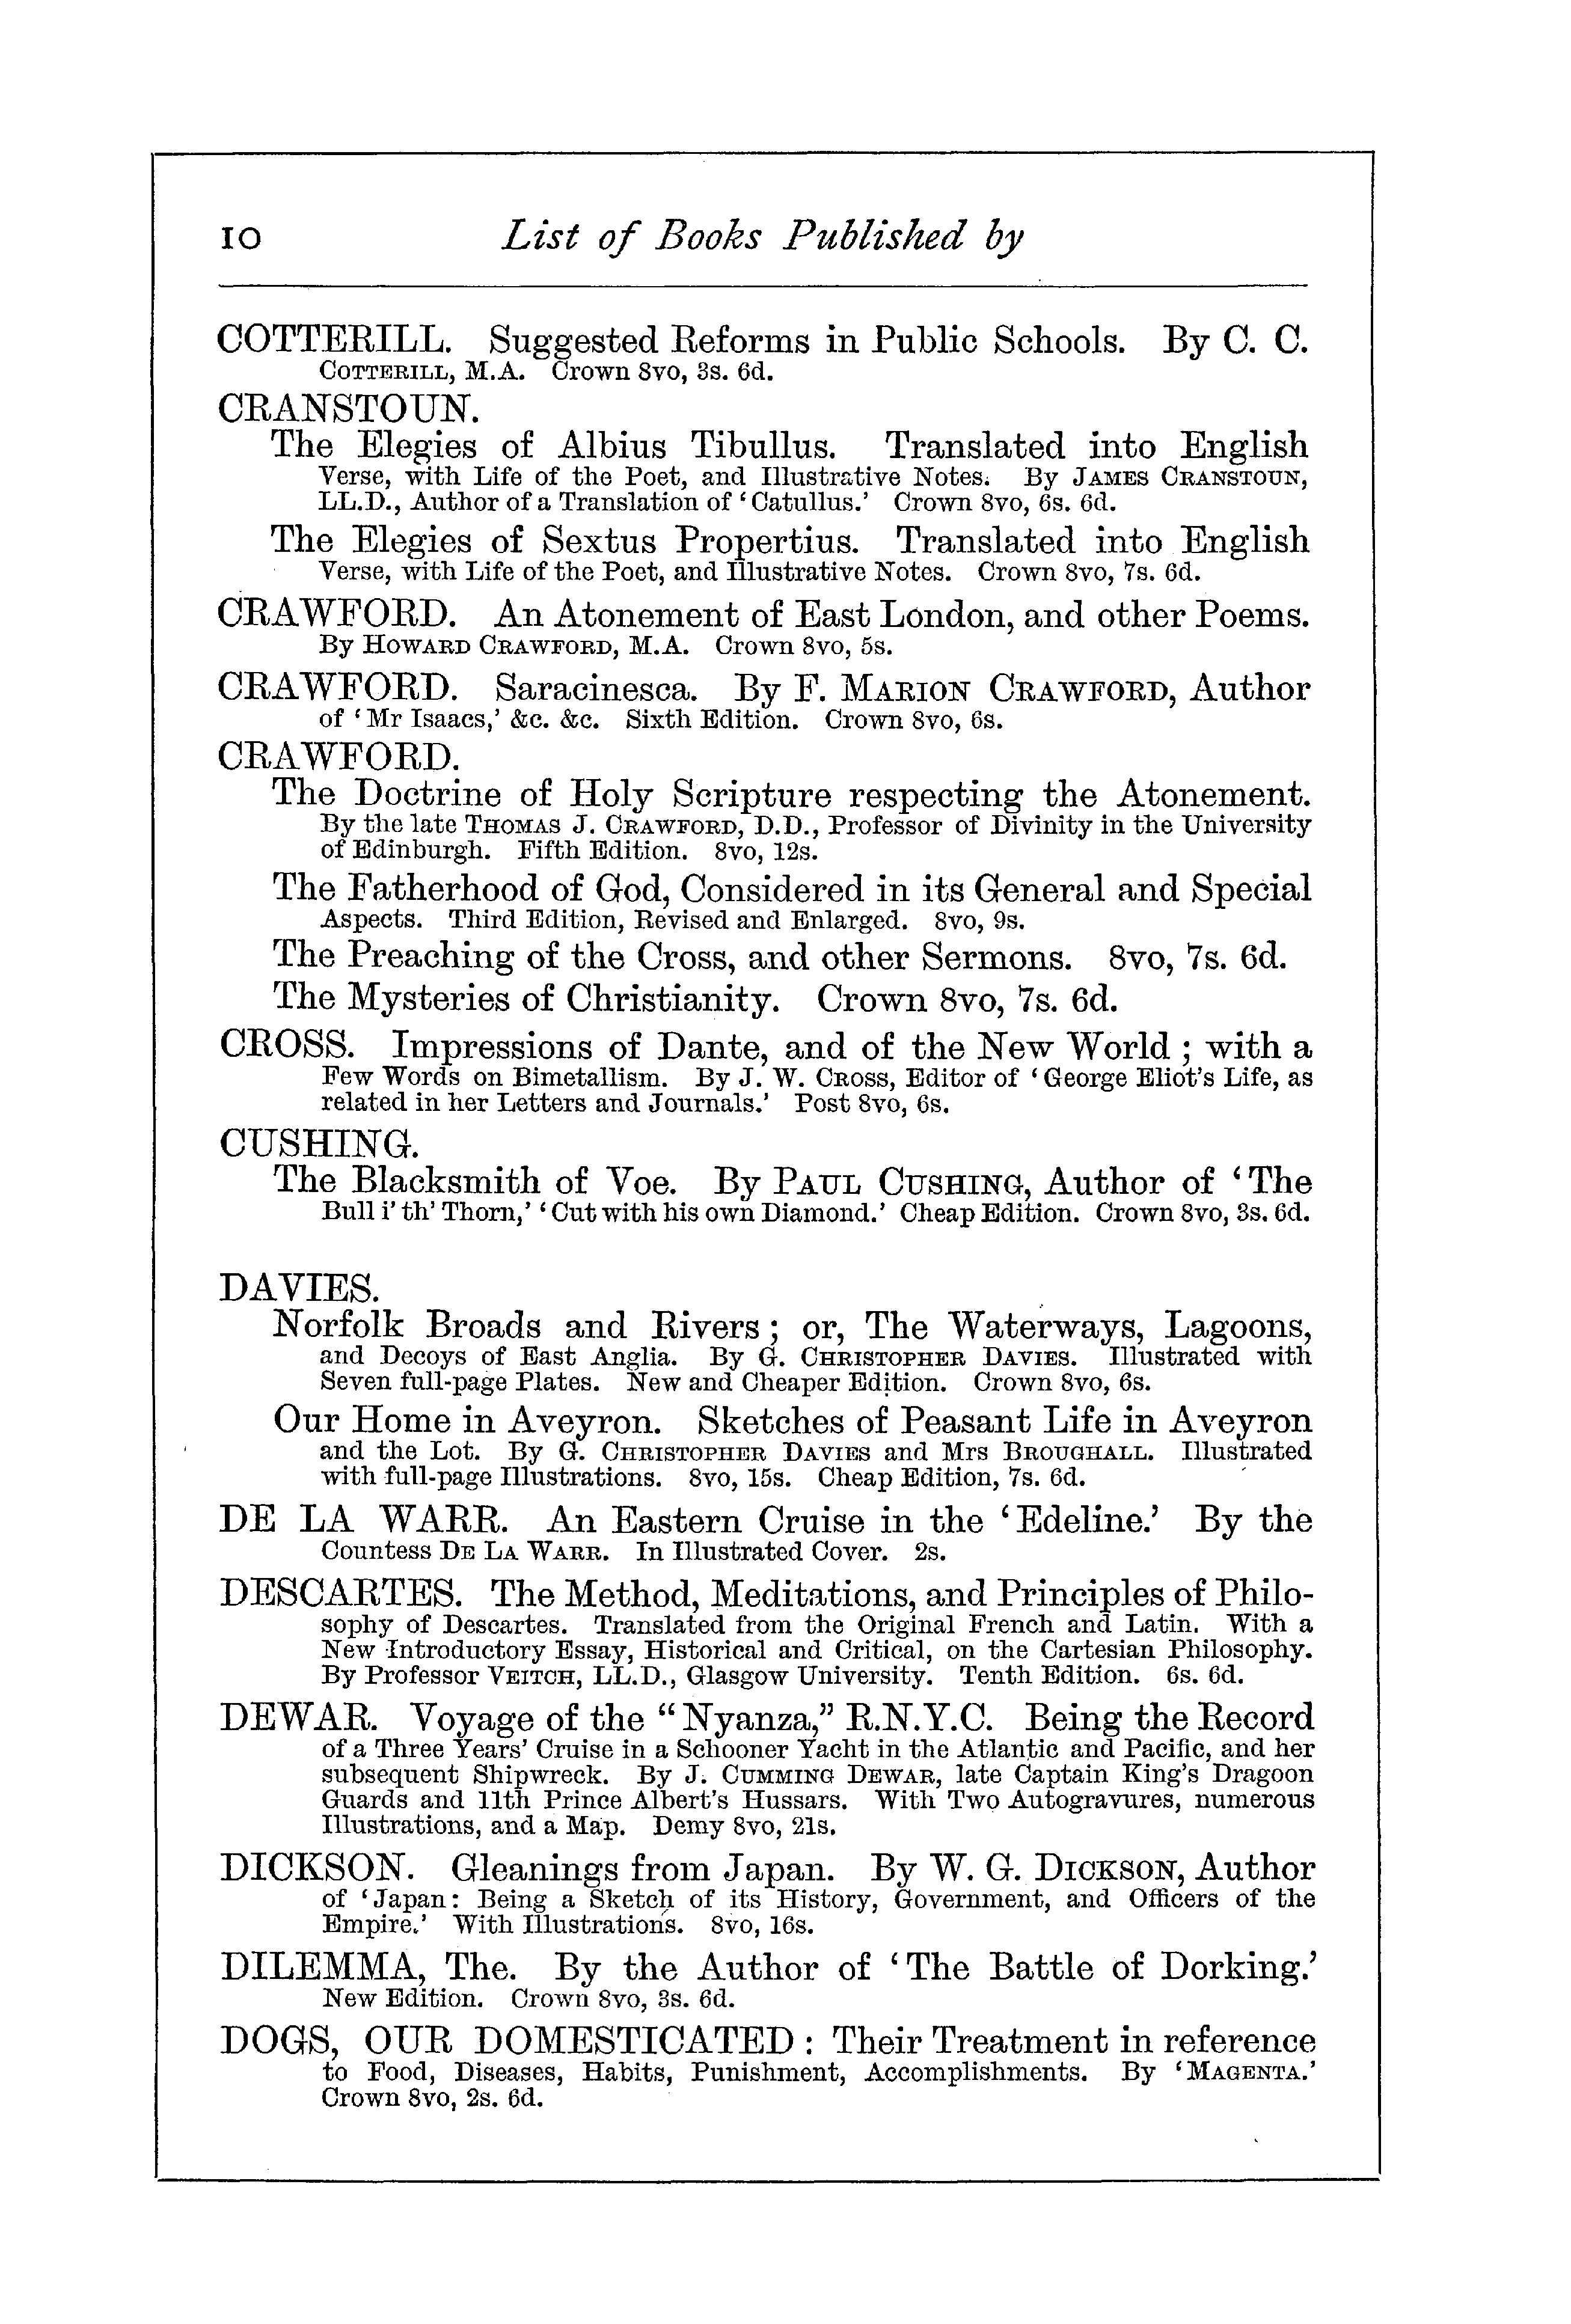 10 List of Books Published by
COTTERILL. Suggested Reforms in Public Schools. By C. C.
COTTERILL, M.A. Crown 8vo, 3s. 6d.
CRANSTOUN.
The Elegies of Albius Tibullus. Translated into English
Verse, with Life of the Poet, and Illustrative Notes. By JAMES CRANSTOUN,
LL.D., Author of a Translation of ‘Catullus.’ Crown 8vo, 6s. 6d.
The Elegies of Sextus Propertius. Translated into English
Verse, with Life of the Poet, and Illustrative Notes. Crown 8vo, 7s. 6d.
CRAWFORD. An Atonement of East London, and other Poems.
By HOWARD CRAWFORD, M.A. Crown 8vo, 5s.
CRAWFORD. Saracinesca. By F. MARION CRAWFORD, Author
of ‘Mr Isaacs,’ &c. &c. Sixth Edition. Crown 8vo, 6s.
CRAWFORD.
The Doctrine of Holy Scripture respecting the Atonement.
By the late THOMAS J. CRAWFORD, D.D., Professor of Divinity in the University
of Edinburgh. Fifth Edition. 8vo, 12s.
The Fatherhood of God, Considered in its General and Special
Aspects. Third Edition, Revised and Enlarged. 8vo, 9s.
The Preaching of the Cross, and other Sermons. 8vo, 7s. 6d.
The Mysteries of Christianity. Crown 8vo, 7s. 6d.
CROSS. Impressions of Dante, and of the New World; with a
Few Words on Bimetallism. By J. W. CROSS, Editor of ‘George Eliot’s Life, as
related in her Letters and Journals.’ Post 8vo, 6s.
CUSHING.
The Blacksmith of Voe. By PAUL CUSHING, Author of ‘The
Bull i’ th’ Thorn,’ ‘Cut with his own Diamond.’ Cheap Edition. Crown 8vo, 3s. 6d.
DAVIES.
Norfolk Broads and Rivers; or, The Waterways, Lagoons,
and Decoys of East Anglia. By G. CHRISTOPHER DAVIES. Illustrated with
Seven full-page Plates. New and Cheaper Edition. Crown 8vo, 6s.
Our Home in Aveyron. Sketches of Peasant Life in Aveyron
and the Lot. By G. CHRISTOPHER DAVIES and Mrs BROUGHALL. Illustrated
with full-page Illustrations. 8vo, 15s. Cheap Edition, 7s. 6d.
DE LA WARR. An Eastern Cruise in the ‘Edeline.’ By the
Countess DE LA WARR. In Illustrated Cover. 2s.
DESCARTES. The Method, Meditations, and Principles of Philo-
sophy of Descartes. Translated from the Original French and Latin. With a
New Introductory Essay, Historical and Critical, on the Cartesian Philosophy.
By Professor VEITCH, LL.D., Glasgow University. Tenth Edition. 6s. 6d.
DEWAR. Voyage of the “Nyanza,” R.N.Y.C. Being the Record
of a Three Years’ Cruise in a Schooner Yacht in the Atlantic and Pacific, and her
subsequent Shipwreck. By J. CUMMING DEWAR, late Captain King’s Dragoon
Guards and 11th Prince Albert’s Hussars. With Two Autogravures, numerous
Illustrations, and a Map. Demy 8vo, 21s.
DICKSON. Gleanings from Japan. By W. G. DICKSON, Author
of ‘Japan: Being a Sketch of its History, Government, and Officers of the
Empire.’ With Illustrations. 8vo, 16s.
DILEMMA, The. By the Author of ‘The Battle of Dorking.’
New Edition. Crown 8vo, 3s. 6d.
DOGS, OUR DOMESTICATED: Their Treatment in reference
to Food, Diseases, Habits, Punishment, Accomplishments. By ‘MAGENTA.’
Crown 8vo, 2s. 6d.